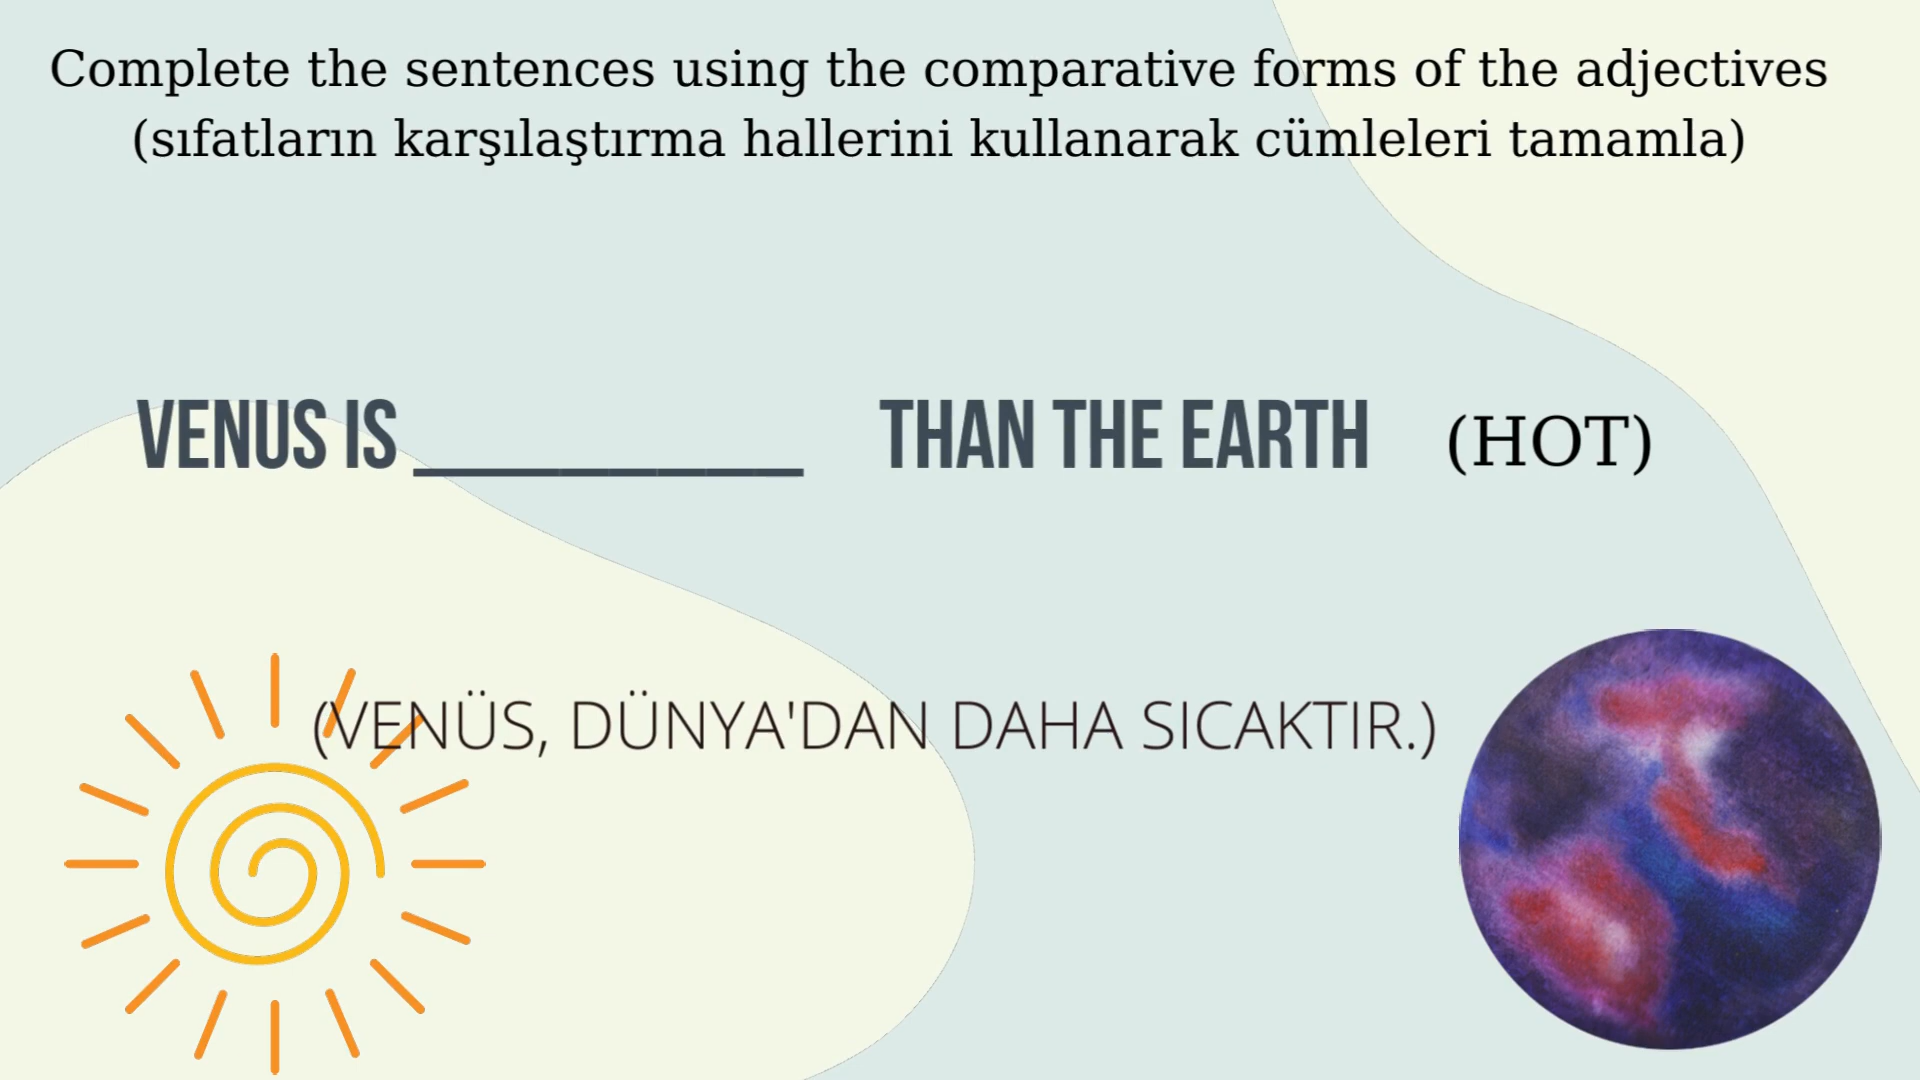 Complete the sentences using the comparative forms of the adjectives
(sıfatların karşılaştırma hallerini kullanarak cümleleri tamamla)
VENUS IS ________ THAN THE EARTH (HOT)
(VENÜS, DÜNYA'DAN DAHA SICAKTIR.)